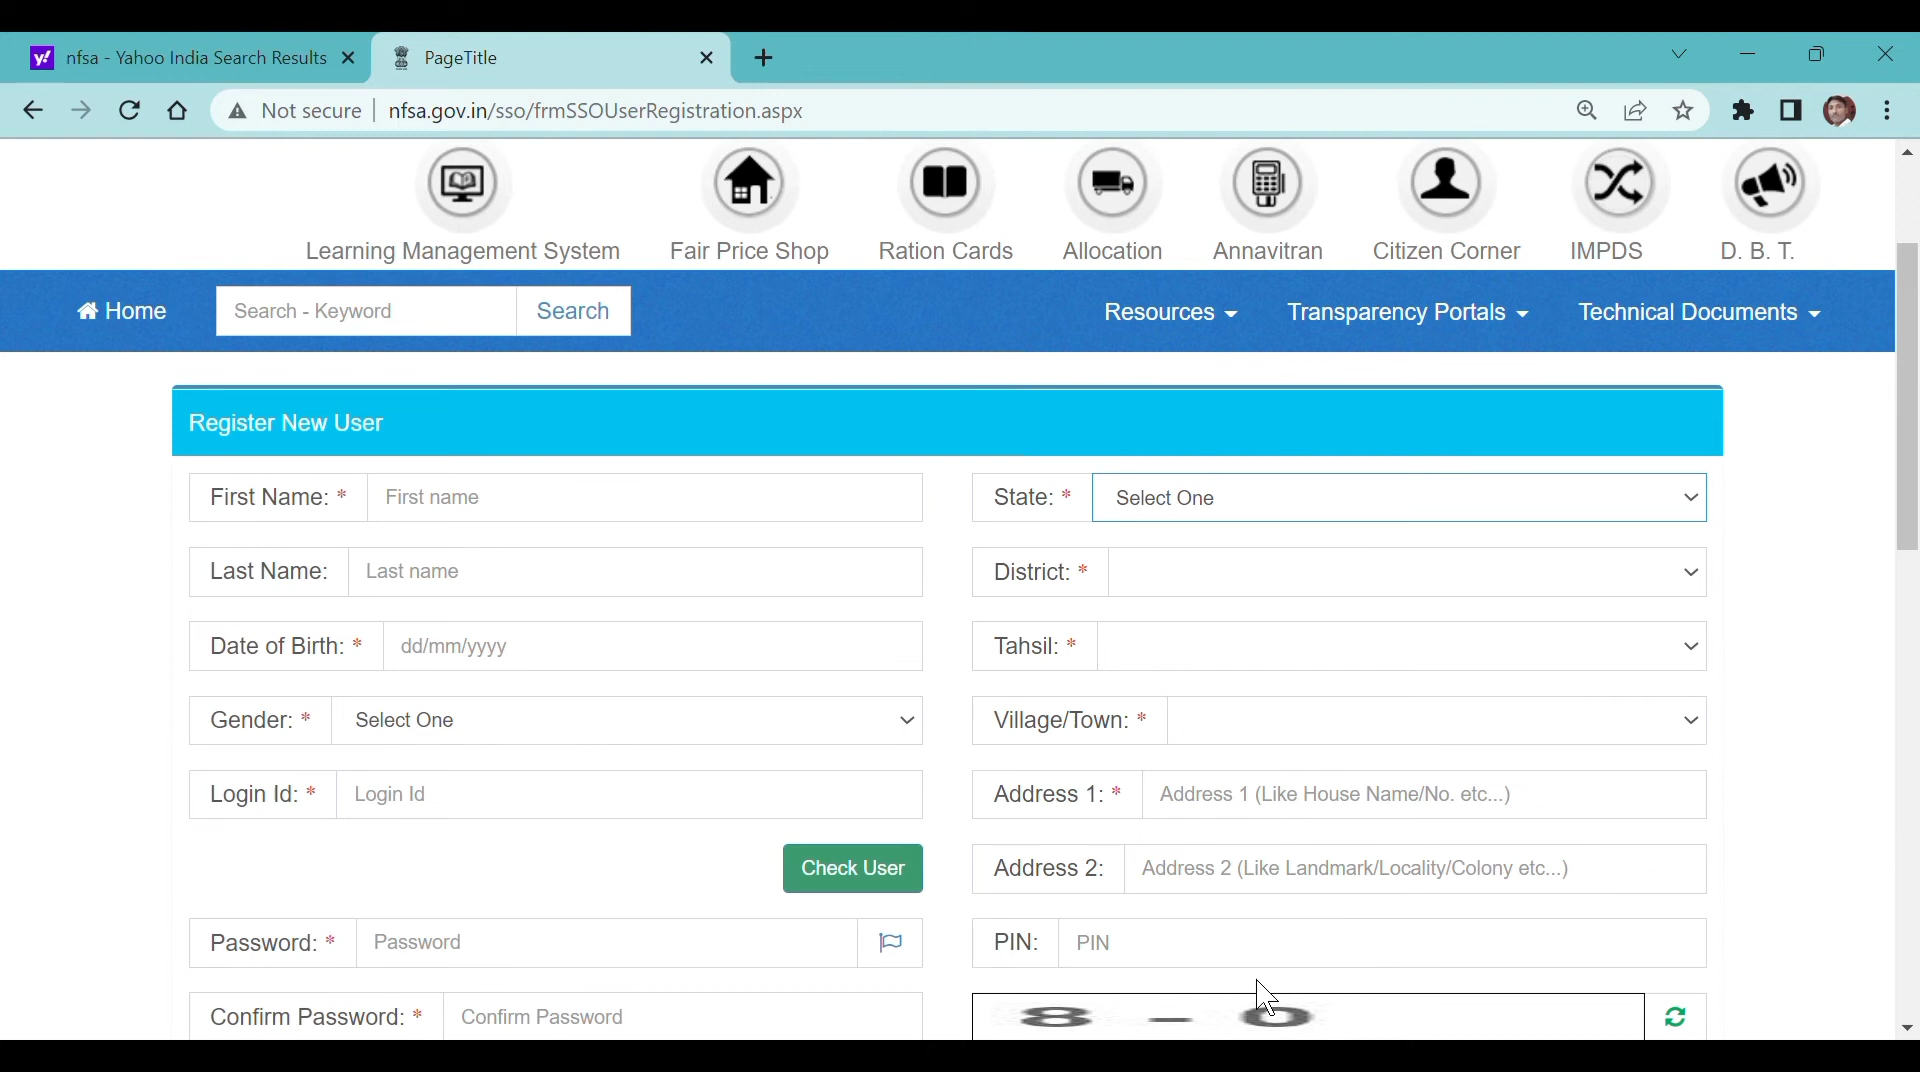 nfsa - Yahoo India Search Results
PageTitle
Not secure
nfsa.gov.in/sso/frmSSOUserRegistration.aspx
Learning Management System
Fair Price Shop
Ration Cards
Allocation
Annavitran
Citizen Corner
IMPDS
D. B. T.
Home
Search - Keyword
Search
Resources
Transparency Portals
Technical Documents
Register New User
First Name: *
First name
State: *
Select One
Last Name:
Last name
District: *
Date of Birth: *
dd/mm/yyyy
Tahsil: *
Gender: *
Select One
Village/Town: *
Login Id: *
Login Id
Address 1: *
Address 1 (Like House Name/No. etc...)
Check User
Address 2:
Address 2 (Like Landmark/Locality/Colony etc...)
Password: *
Password
PIN:
PIN
Confirm Password: *
Confirm Password
8 - 0